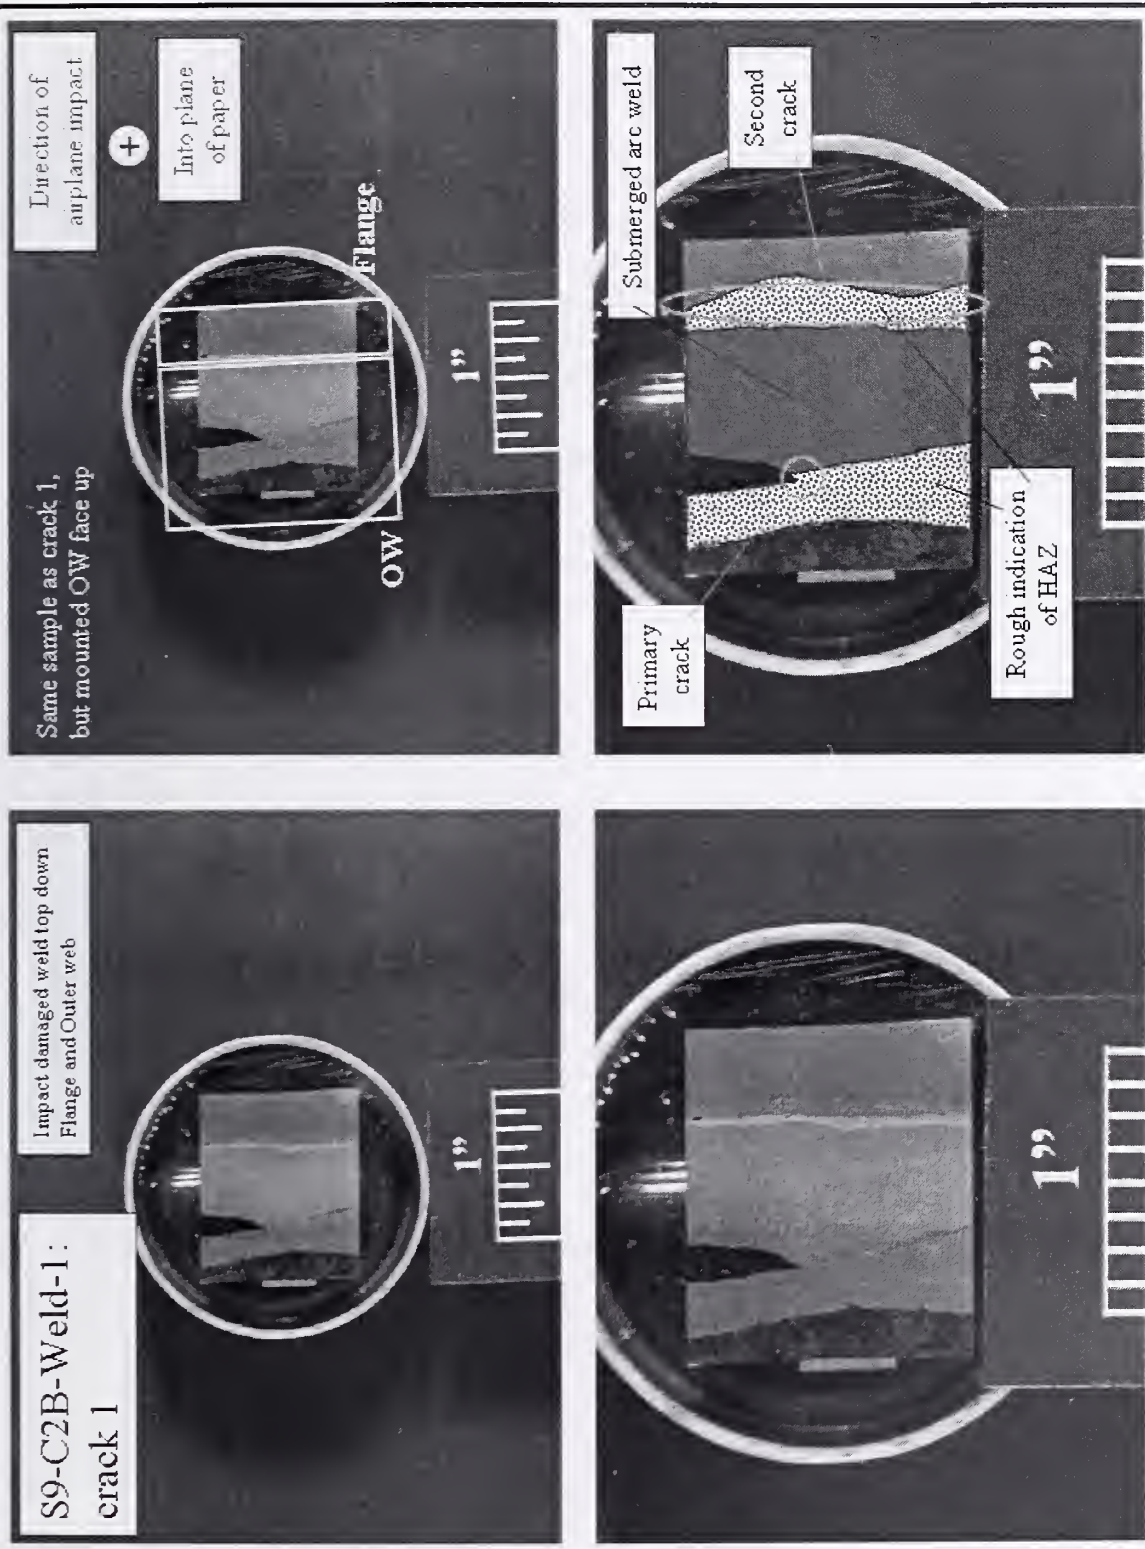 S9-C2B-Weld-1:
crack 1
Impact damaged weld top down
Flange and Outer web
1”
Same sample as crack 1,
but mounted OW face up
Direction of
airplane impact
+
Into plane
of paper
Flange
OW
1”
1”
Primary
crack
Submerged arc weld
Second
crack
Rough indication
of HAZ
1”